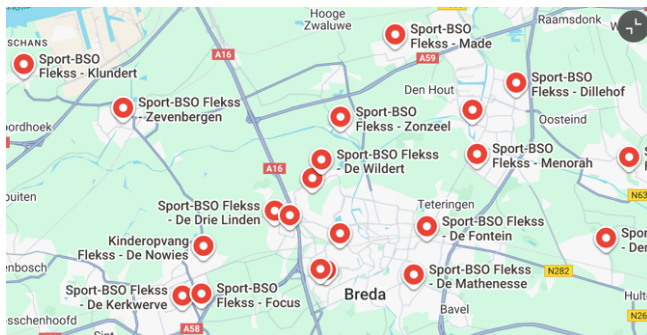 Hooge
Zwaluwe
Raamsdonk
SCHANS
A16
Sport-BSO
Flekss - Made
Sport-BSO
Flekss - Klundert
A59
Den Hout
Sport-BSO
Flekss - Dillehof
Sport-BSO Flekss
- Zevenbergen
Sport-BSO
Flekss - Zonzeel
Oosteind
Sport-BSO Flekss
- De Wildert
Sport-BSO
Flekss - Menorah
A16
N63
Teteringen
Sport-BSO Flekss
- De Drie Linden
Sport-BSO Flekss
- De Fontein
Kinderopvang
Flekss - De Nowies
N282
Sport-BSO Flekss
- De Kerkwerve
Sport-BSO
Flekss - Focus
Breda
Sport-BSO Flekss
- De Mathenesse
Bavel
N26
A58